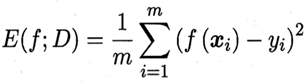 E(f;D) = \frac{1}{m} \sum_{i=1}^{m} (f(\boldsymbol{x}_i) - y_i)^2